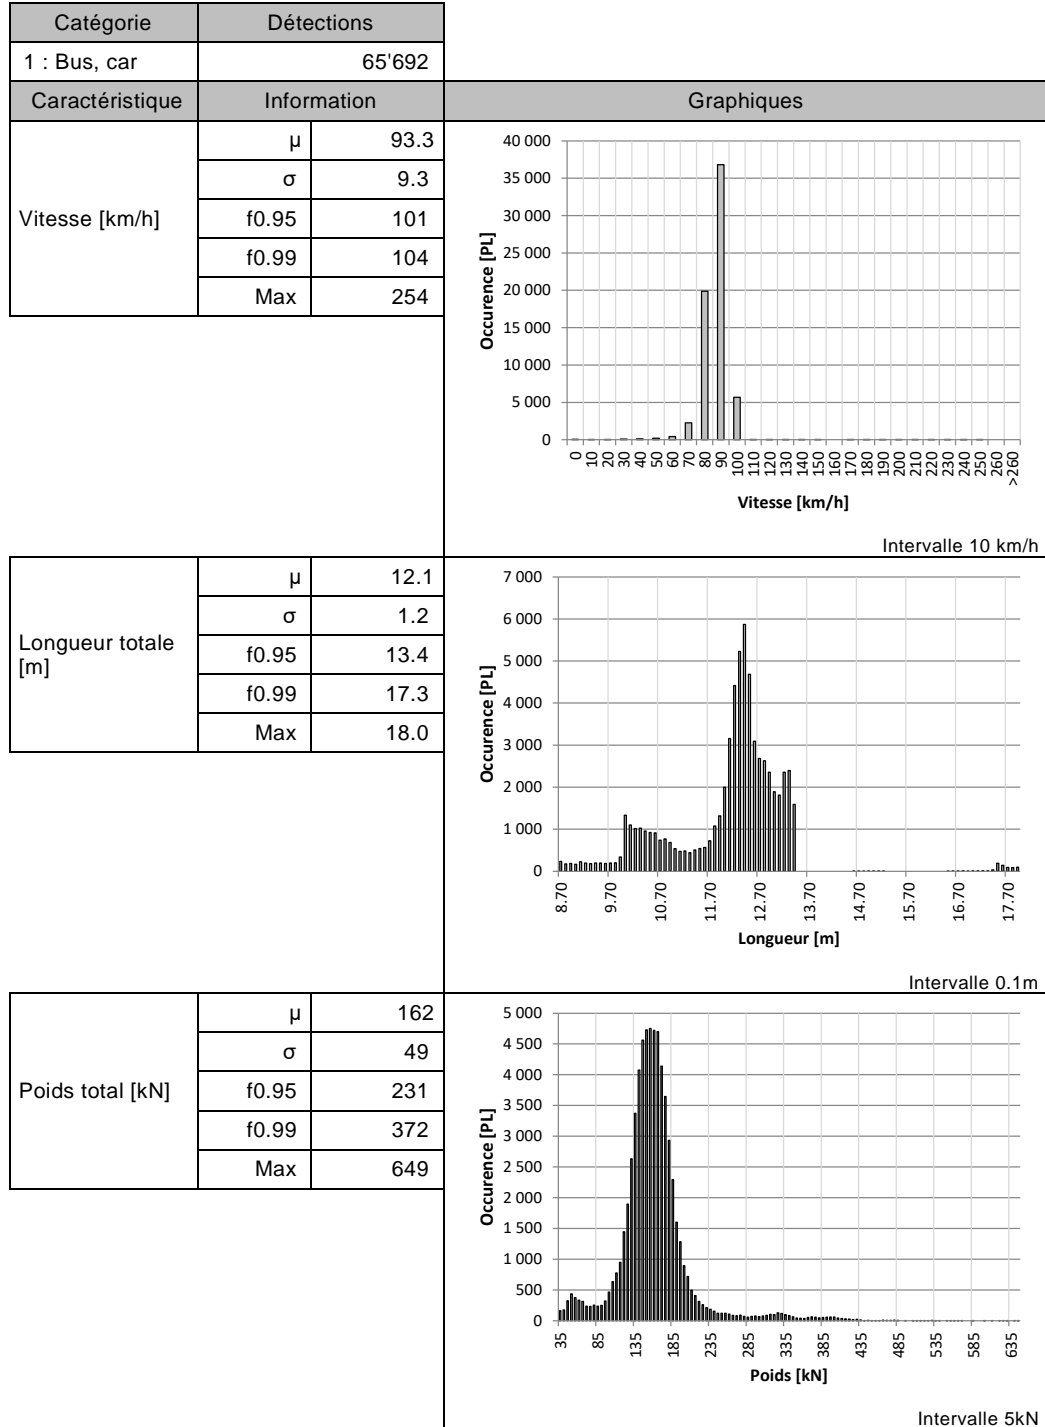 Catégorie Détections
1 : Bus, car 65'692
Caractéristique Information Graphiques
Vitesse [km/h]
µ 93.3
σ 9.3
f0.95 101
f0.99 104
Max 254
Occurence [PL]
40 000
35 000
30 000
25 000
20 000
15 000
10 000
5 000
0
0 10 20 30 40 50 60 70 80 90 100 110 120 130 140 150 160 170 180 190 200 210 220 230 240 250 260 >260
Vitesse [km/h]
Intervalle 10 km/h
Longueur totale
[m]
µ 12.1
σ 1.2
f0.95 13.4
f0.99 17.3
Max 18.0
Occurence [PL]
7 000
6 000
5 000
4 000
3 000
2 000
1 000
0
8.70 9.70 10.70 11.70 12.70 13.70 14.70 15.70 16.70 17.70
Longueur [m]
Intervalle 0.1m
Poids total [kN]
µ 162
σ 49
f0.95 231
f0.99 372
Max 649
Occurence [PL]
5 000
4 500
4 000
3 500
3 000
2 500
2 000
1 500
1 000
500
0
35 85 135 185 235 285 335 385 435 485 535 585 635
Poids [kN]
Intervalle 5kN